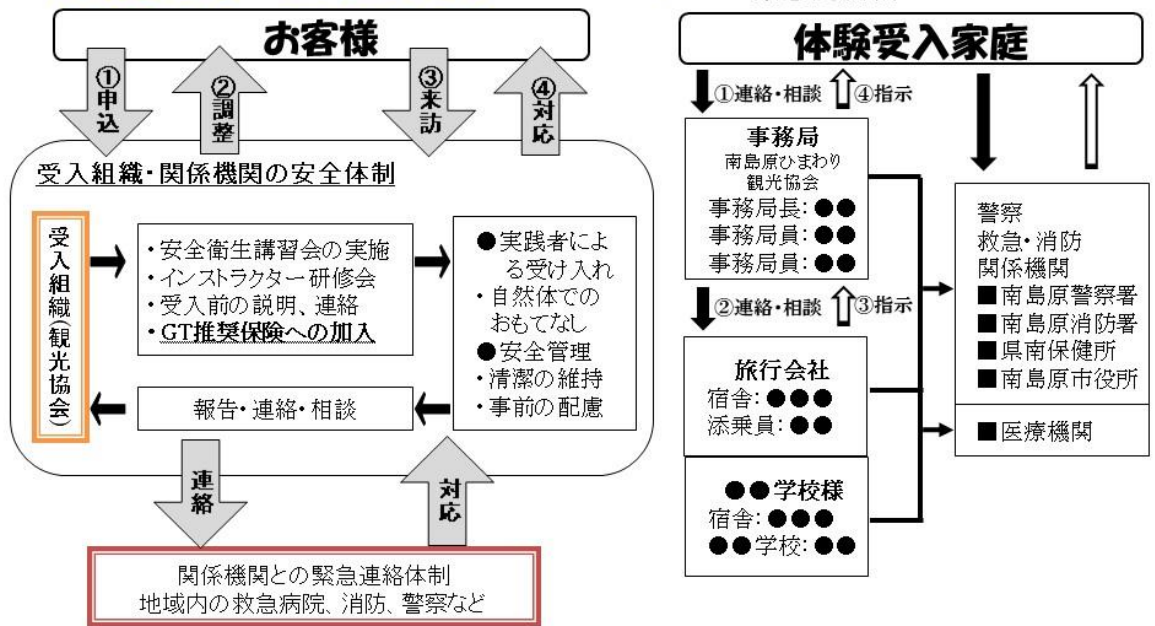 お客様
①申込
②調整
③来訪
④対応
受入組織・関係機関の安全体制
受入組織(観光協会)
・安全衛生講習会の実施
・インストラクター研修会
・受入前の説明、連絡
・GT推奨保険への加入
●実践者によ
る受け入れ
・自然体での
おもてなし
●安全管理
・清潔の維持
・事前の配慮
報告・連絡・相談
連絡
対応
関係機関との緊急連絡体制
地域内の救急病院、消防、警察など
体験受入家庭
①連絡・相談
④指示
事務局
南島原ひまわり
観光協会
事務局長:●●
事務局員:●●
事務局員:●●
②連絡・相談
③指示
旅行会社
宿舎:●●●
添乗員:●●
●●学校様
宿舎:●●●
●●学校:●●
警察
救急・消防
関係機関
■南島原警察署
■南島原消防署
■県南保健所
■南島原市役所
■医療機関